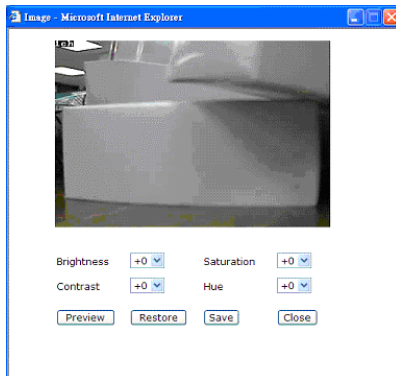 Image - Microsoft Internet Explorer
Brightness +0 Saturation +0
Contrast +0 Hue +0
Preview Restore Save Close